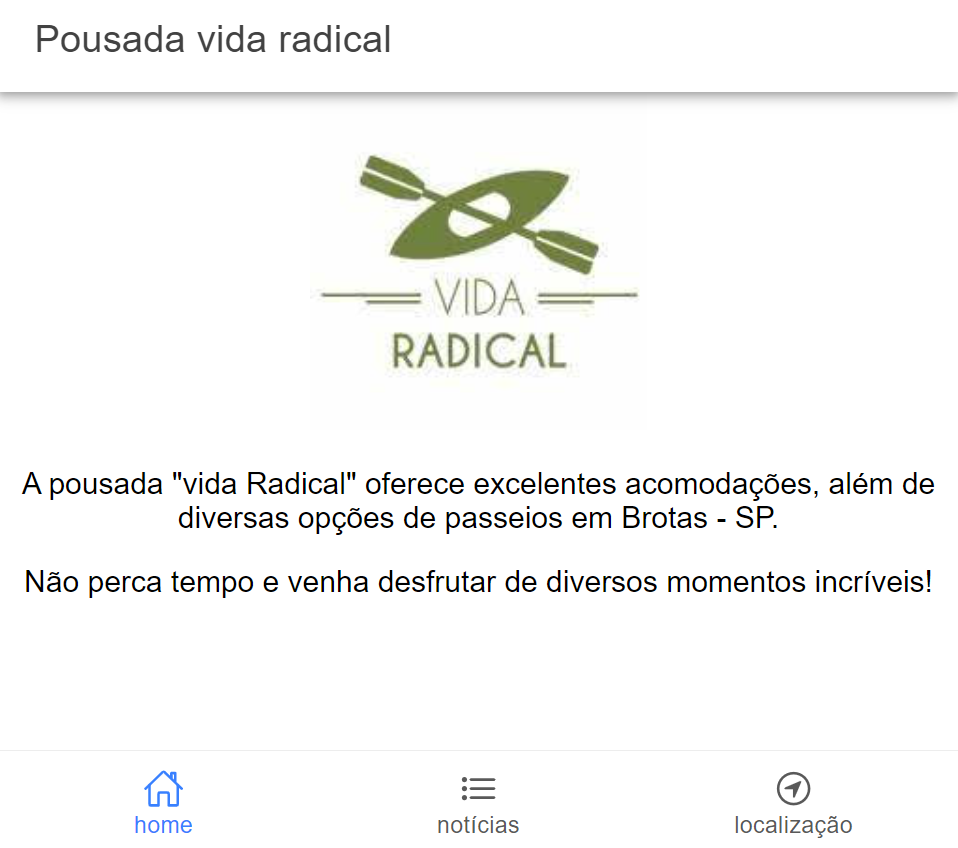 Pousada vida radical
VIDA
RADICAL
A pousada "vida Radical" oferece excelentes acomodações, além de
diversas opções de passeios em Brotas - SP.
Não perca tempo e venha desfrutar de diversos momentos incríveis!
home
notícias
localização